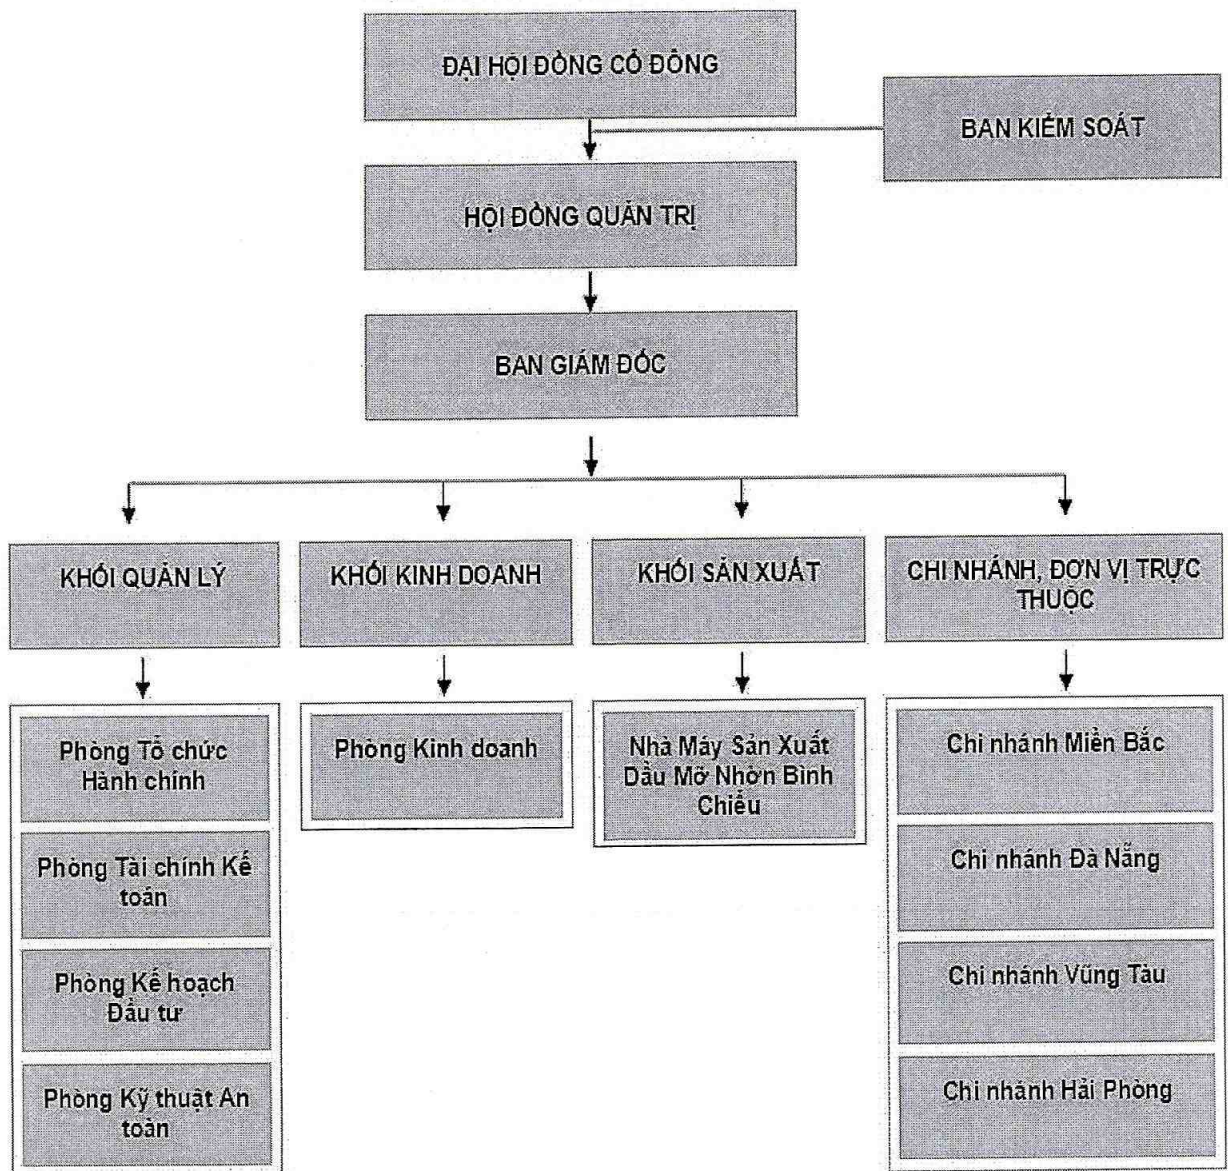 ĐẠI HỘI ĐỒNG CỔ ĐÔNG
BAN KIỂM SOÁT
HỘI ĐỒNG QUẢN TRỊ
BAN GIÁM ĐỐC
KHỐI QUẢN LÝ
KHỐI KINH DOANH
KHỐI SẢN XUẤT
CHI NHÁNH, ĐƠN VỊ TRỰC
THUỘC
Phòng Tổ chức
Hành chính
Phòng Tài chính Kế
toán
Phòng Kế hoạch
Đầu tư
Phòng Kỹ thuật An
toàn
Phòng Kinh doanh
Nhà Máy Sản Xuất
Dầu Mỡ Nhờn Bình
Chiểu
Chi nhánh Miền Bắc
Chi nhánh Đà Nẵng
Chi nhánh Vũng Tàu
Chi nhánh Hải Phòng